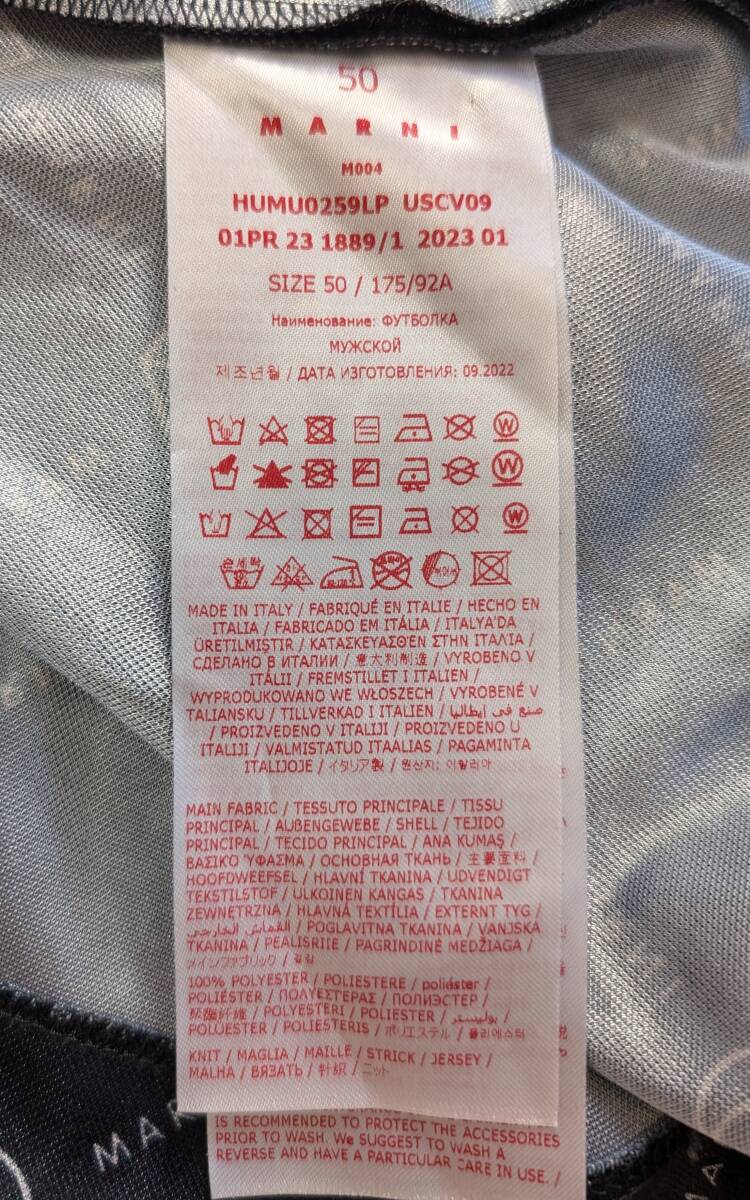 50
MARNI
M004
HUMU0259LP USCV09
01PR 23 1889/1 2023 01
SIZE 50 / 175/92A
Наименование: ФУТБОЛКА
МУЖСКОЙ
제조년월 / ДАТА ИЗГОТОВЛЕНИЯ: 09.2022
W
W
W
손세탁
MADE IN ITALY / FABRIQUÉ EN ITALIE / HECHO EN
ITALIA / FABRICADO EM ITÁLIA / ITALYA'DA
ÜRETILMIŞTIR / ΚΑΤΑΣΚΕΥΑΣΘΕΝ ΣΤΗΝ ΙΤΑΛΙΑ /
СДЕЛАНО В ИТАЛИИ / 意大利制造 / VYROBENO V
ITÁLII / FREMSTILLET I ITALIEN /
WYPRODUKOWANO WE WŁOSZECH / VYROBENÉ V
TALIANSKU / TILLVERKAD I ITALIEN / صنع في إيطاليا
/ PROIZVEDENO V ITALIJI / PROIZVEDENO U
ITALIJI / VALMISTATUD ITAALIAS / PAGAMINTA
ITALIJOJE / イタリア製 / 원산지: 이탈리아
MAIN FABRIC / TESSUTO PRINCIPALE / TISSU
PRINCIPAL / AUßENGEWEBE / SHELL / TEJIDO
PRINCIPAL / TECIDO PRINCIPAL / ANA KUMAŞ /
ΒΑΣΙΚΌ ΎΦΑΣΜΑ / ОСНОВНАЯ ТКАНЬ / 主要面料 /
HOOFDWEEFSEL / HLAVNÍ TKANINA / UDVENDIGT
TEKSTILSTOF / ULKOINEN KANGAS / TKANINA
ZEWNĘTRZNA / HLAVNÁ TEXTÍLIA / EXTERNT TYG /
القماش الخارجي / POGLAVITNA TKANINA / VANJSKA
TKANINA / PEALISRIIE / PAGRINDINĖ MEDŽIAGA /
メインファブリック / 겉감
100% POLYESTER / POLIESTERE / poliéster /
POLIÉSTER / ΠΟΛΥΕΣΤΕΡΑΣ / ПОЛИЭСТЕР /
聚酯纤维 / POLYESTERI / POLIESTER / بوليستر /
POLÜESTER / POLIESTERIS / ポリエステル / 폴리에스터
KNIT / MAGLIA / MAILLE / STRICK / JERSEY /
MALHA / ВЯЗАТЬ / 针织 / ニット
IS RECOMMENDED TO PROTECT THE ACCESSORIES
PRIOR TO WASH. We SUGGEST TO WASH A
REVERSE AND HAVE A PARTICULAR CARE IN USE. /
MAR
A